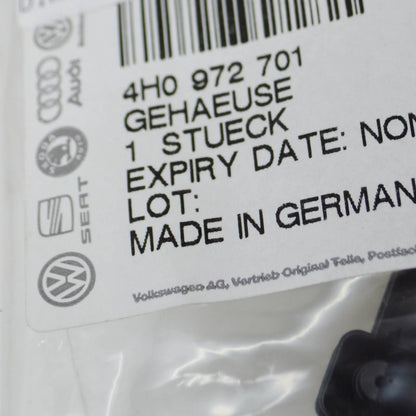 4H0 972 701
GEHAEUSE
1 STUECK
EXPIRY DATE: NON
LOT:
MADE IN GERMAN
Volkswagen AG, Vertrieb Original Teile, Postfac
Audi
SEAT